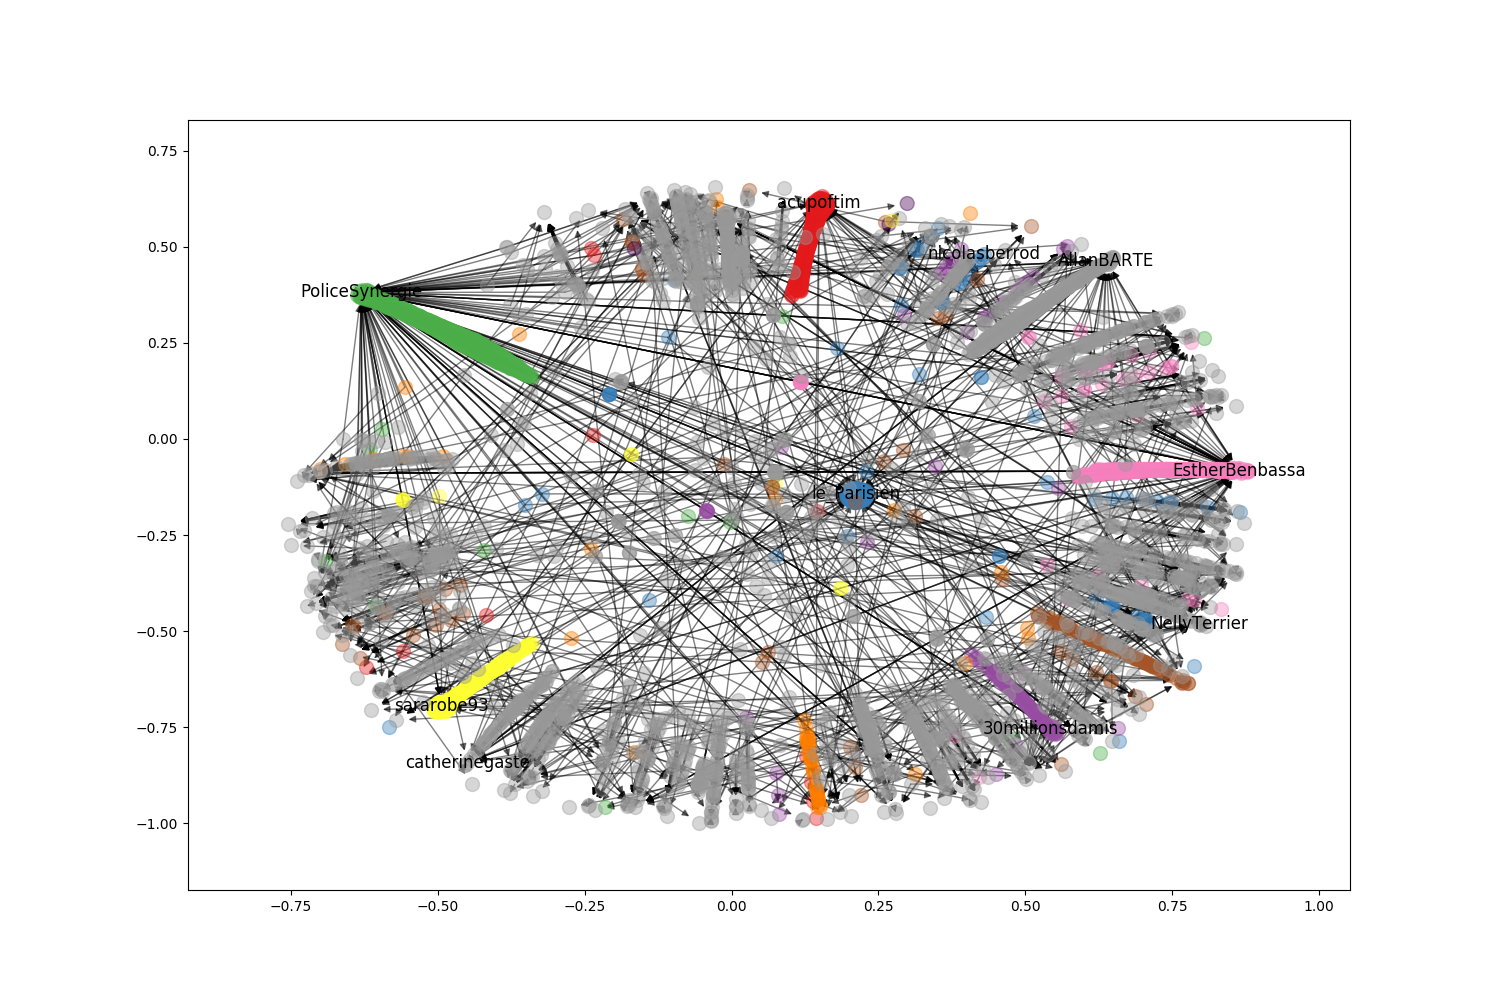 0.75
0.50
0.25
0.00
−0.25
−0.50
−0.75
−1.00
acupoftim
nicolasberrod
AllanBARTE
PoliceSynergie
EstherBenbassa
le_Parisien
NellyTerrier
sararobe93
30millionsdamis
catherinegaste
−0.75 −0.50 −0.25 0.00 0.25 0.50 0.75 1.00